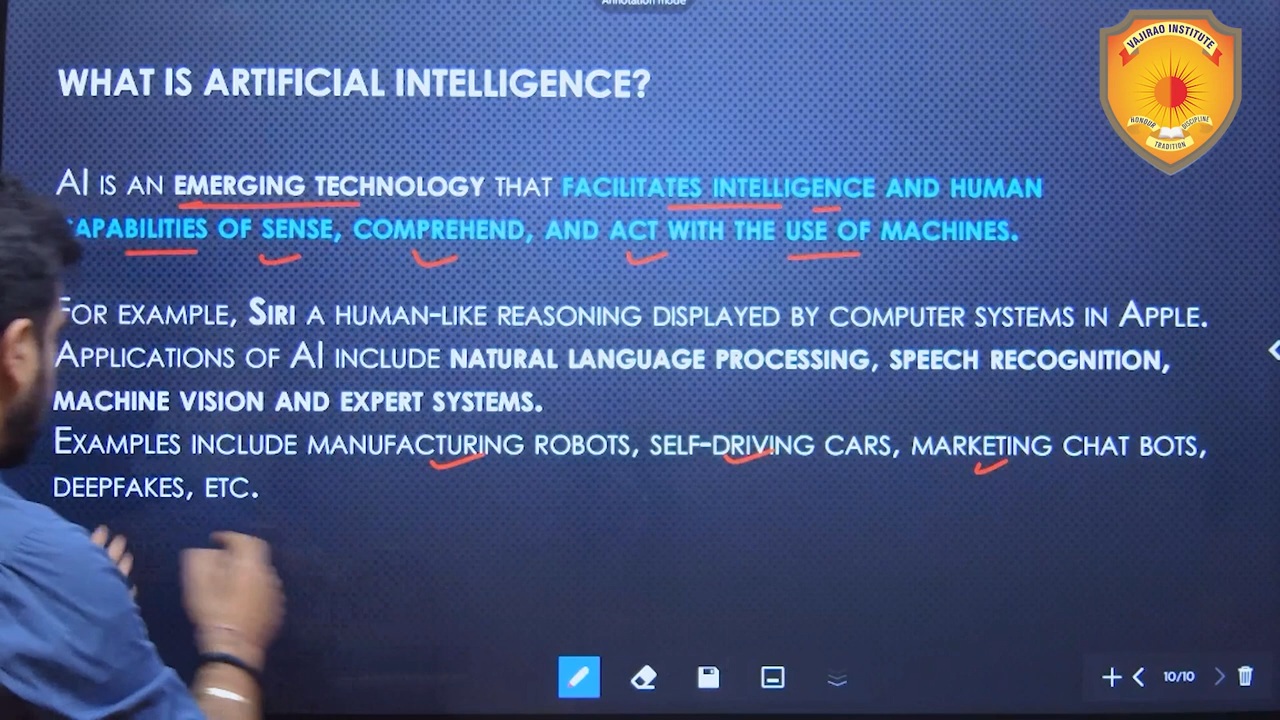 Annotation mode
VAJIRAO INSTITUTE
HONOUR DISCIPLINE
TRADITION
WHAT IS ARTIFICIAL INTELLIGENCE?
AI IS AN EMERGING TECHNOLOGY THAT FACILITATES INTELLIGENCE AND HUMAN
CAPABILITIES OF SENSE, COMPREHEND, AND ACT WITH THE USE OF MACHINES.
FOR EXAMPLE, SIRI A HUMAN-LIKE REASONING DISPLAYED BY COMPUTER SYSTEMS IN APPLE.
APPLICATIONS OF AI INCLUDE NATURAL LANGUAGE PROCESSING, SPEECH RECOGNITION,
MACHINE VISION AND EXPERT SYSTEMS.
EXAMPLES INCLUDE MANUFACTURING ROBOTS, SELF-DRIVING CARS, MARKETING CHAT BOTS,
DEEPFAKES, ETC.
10/10